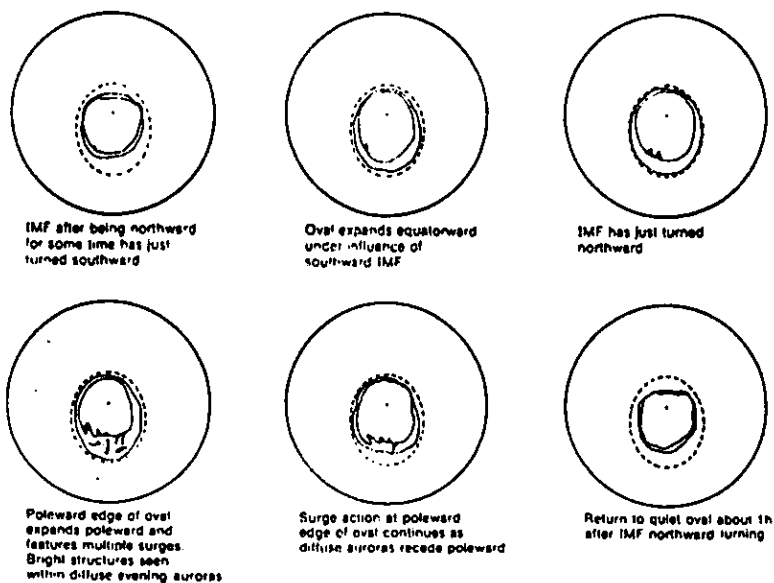 IMF after being northward
for some time has just
turned southward
Oval expands equatorward
under influence of
southward IMF
IMF has just turned
northward
Poleward edge of oval
expands poleward and
features multiple surges.
Bright structures seen
within diffuse evening auroras
Surge action at poleward
edge of oval continues as
diffuse auroras recede poleward
Return to quiet oval about 1h
after IMF northward turning